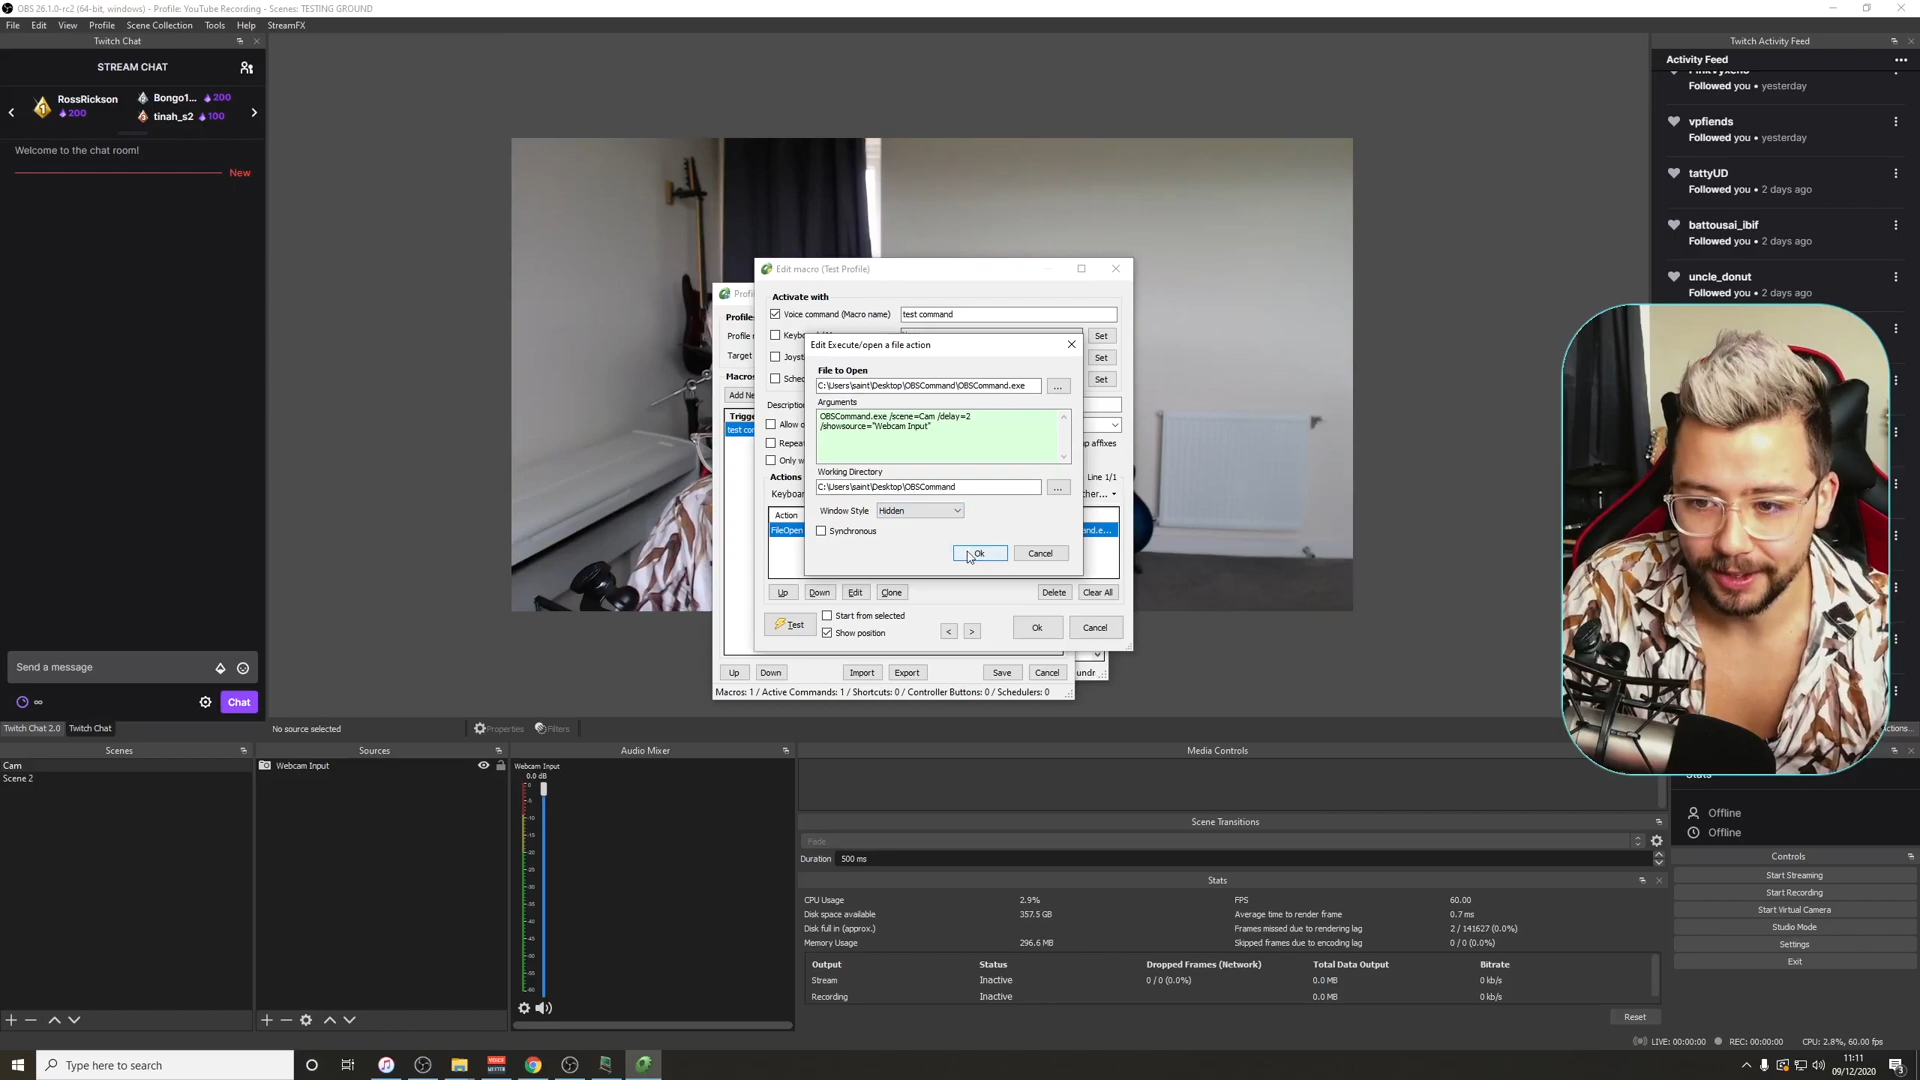 OBS 26.1.0-rc2 (64-bit, windows) - Profile: YouTube Recording - Scenes: TESTING GROUND
File Edit View Profile Scene Collection Tools Help StreamFX
Twitch Chat
STREAM CHAT
RossRickson 200
Bongo1... 200
tinah_s2 100
Welcome to the chat room!
New
Send a message
Chat
Twitch Chat 2.0 Twitch Chat
Twitch Activity Feed
Activity Feed
Followed you • yesterday
vpfiends
Followed you • yesterday
tattyUD
Followed you • 2 days ago
battousai_ibif
Followed you • 2 days ago
uncle_donut
Followed you • 2 days ago
Edit macro (Test Profile)
Activate with
Voice command (Macro name) test command
Set
Set
Set
Edit Execute/open a file action
File to Open
C:\Users\saint\Desktop\OBSCommand\OBSCommand.exe ...
Arguments
OBSCommand.exe /scene=Cam /delay=2
/showsource="Webcam Input"
Working Directory
C:\Users\saint\Desktop\OBSCommand ...
Window Style Hidden
Synchronous
Ok Cancel
Target
Actions
Line 1/1
Action
FileOpen
Up Down Edit Clone Delete Clear All
Test
Start from selected
Show position
< > Ok Cancel
Up Down Import Export Save Cancel
Macros: 1 / Active Commands: 1 / Shortcuts: 0 / Controller Buttons: 0 / Schedulers: 0
No source selected Properties Filters
Scenes
Cam
Scene 2
Sources
Webcam Input
Audio Mixer
Webcam Input
0.0 dB
Media Controls
Scene Transitions
Fade
Duration 500 ms
Stats
CPU Usage 2.9%
Disk space available 357.5 GB
Disk full in (approx.)
Memory Usage 296.6 MB
FPS 60.00
Average time to render frame 0.7 ms
Frames missed due to rendering lag 2 / 141627 (0.0%)
Skipped frames due to encoding lag 0 / 0 (0.0%)
Output Status Dropped Frames (Network) Total Data Output Bitrate
Stream Inactive 0 / 0 (0.0%) 0.0 MB 0 kb/s
Recording Inactive 0.0 MB 0 kb/s
Reset
Offline
Offline
Controls
Start Streaming
Start Recording
Start Virtual Camera
Studio Mode
Settings
Exit
LIVE: 00:00:00 REC: 00:00:00 CPU: 2.8%, 60.00 fps
Type here to search
11:11
09/12/2020